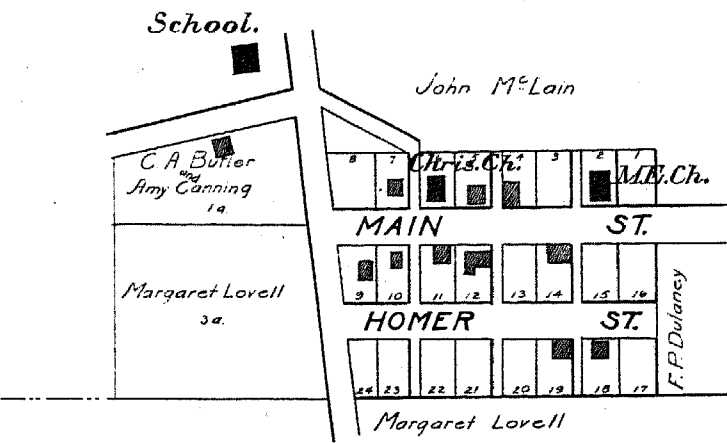 School.
John McLain
C. A. Butler
and
Amy Canning
1a.
8 7 6 5 4 3 2 1
Chris. Ch.
M.E. Ch.
MAIN ST.
Margaret Lovell
3a.
9 10 11 12 13 14 15 16
HOMER ST.
F. P. Dulaney
24 23 22 21 20 19 18 17
Margaret Lovell